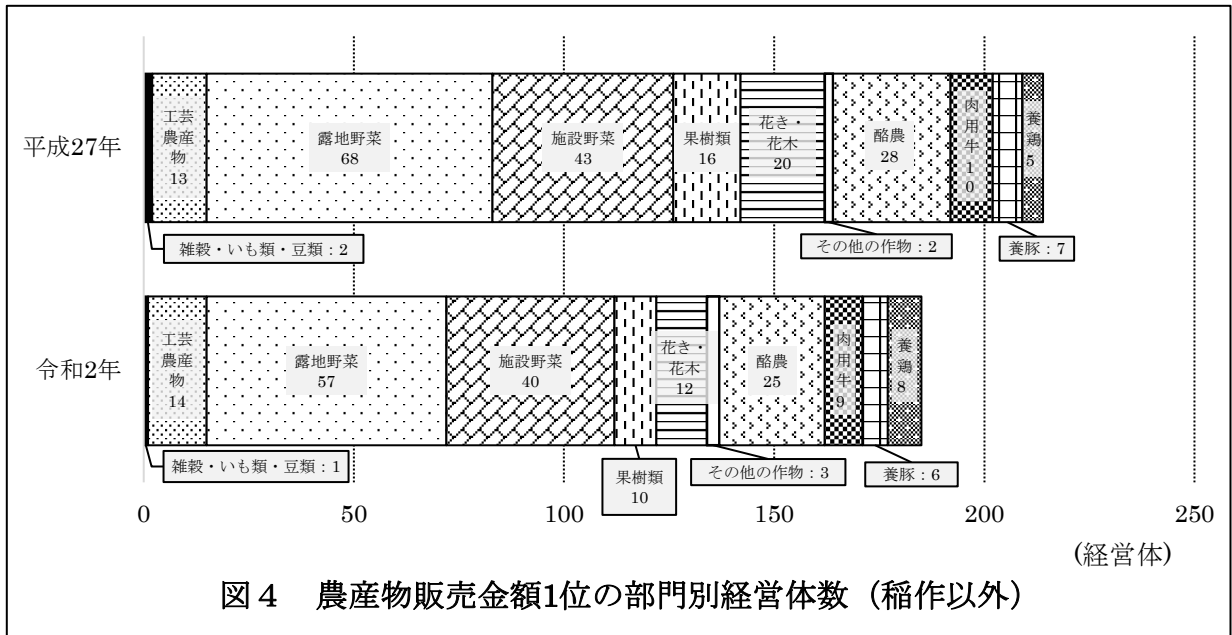 平成27年
工芸
農産
物
13
露地野菜
68
施設野菜
43
果樹類
16
花き・
花木
20
酪農
28
肉用牛10
養鶏5
雑穀・いも類・豆類：2
その他の作物：2
養豚：7
令和2年
工芸
農産
物
14
露地野菜
57
施設野菜
40
花き・
花木
12
酪農
25
肉用牛9
養鶏8
雑穀・いも類・豆類：1
果樹類
10
その他の作物：3
養豚：6
0 50 100 150 200 250
(経営体)
図４　農産物販売金額1位の部門別経営体数（稲作以外）